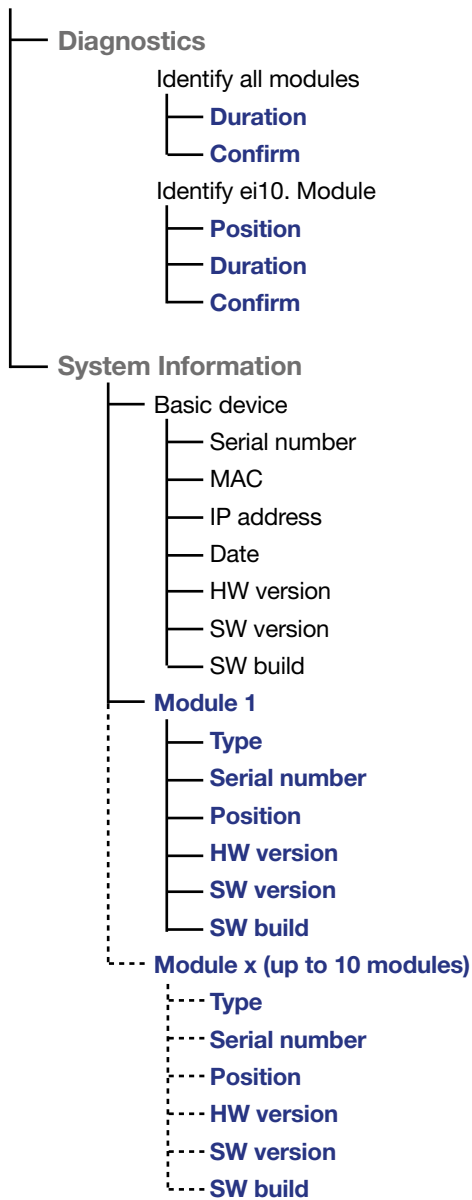 Diagnostics
Identify all modules
Duration
Confirm
Identify ei10. Module
Position
Duration
Confirm
System Information
Basic device
Serial number
MAC
IP address
Date
HW version
SW version
SW build
Module 1
Type
Serial number
Position
HW version
SW version
SW build
Module x (up to 10 modules)
Type
Serial number
Position
HW version
SW version
SW build